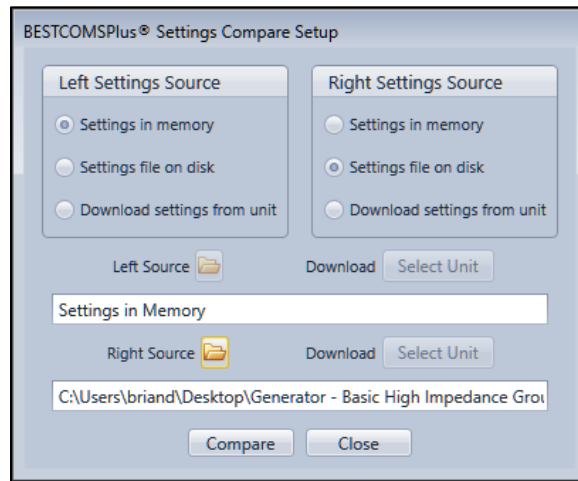 BESTCOMSPlus® Settings Compare Setup
Left Settings Source
Settings in memory
Settings file on disk
Download settings from unit
Right Settings Source
Settings in memory
Settings file on disk
Download settings from unit
Left Source Download Select Unit
Settings in Memory
Right Source Download Select Unit
C:\Users\briand\Desktop\Generator - Basic High Impedance Grou
Compare Close